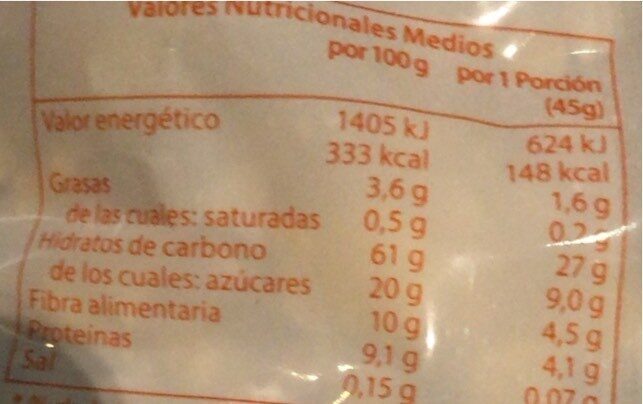 Valores Nutricionales Medios
por 100 g por 1 Porción
(45g)
Valor energético 1405 kJ 624 kJ
333 kcal 148 kcal
Grasas 3,6 g 1,6 g
de las cuales: saturadas 0,5 g 0,2 g
Hidratos de carbono 61 g 27 g
de los cuales: azúcares 20 g 9,0 g
Fibra alimentaria 10 g 4,5 g
Proteínas 9,1 g 4,1 g
Sal 0,15 g 0,07 g